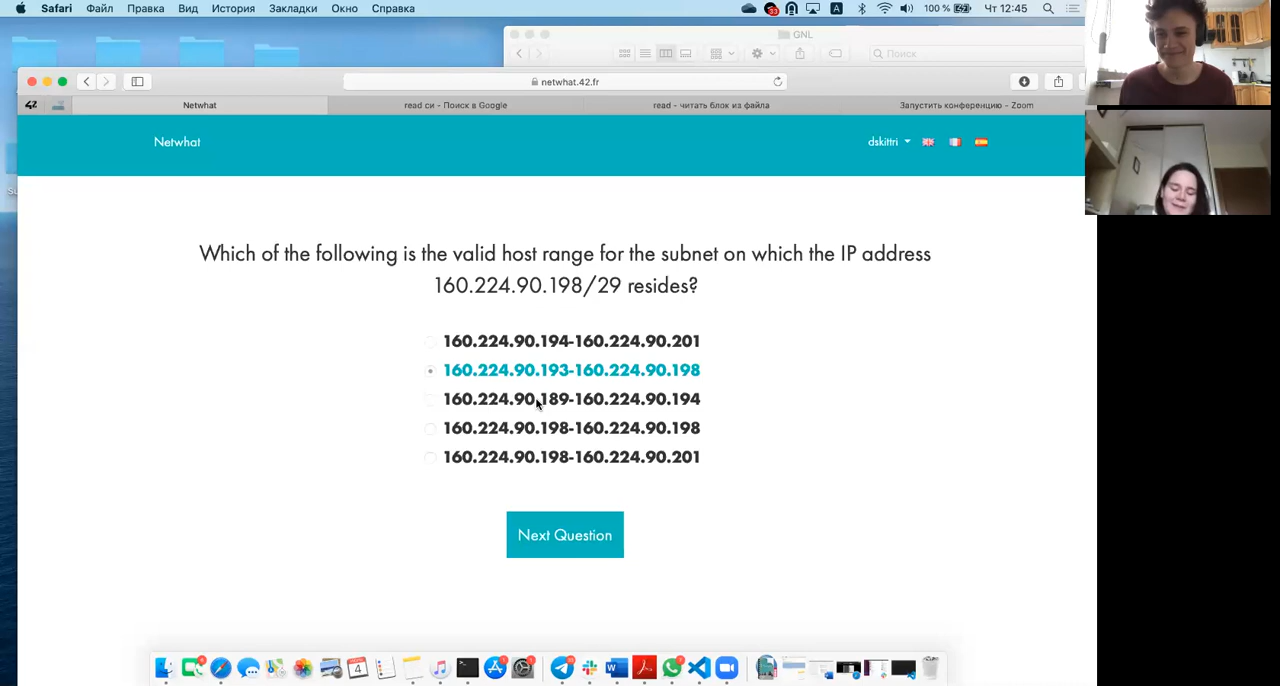 Safari Файл Правка Вид История Закладки Окно Справка 33 A 100 % Чт 12:45
GNL
Поиск
netwhat.42.fr
42 Netwhat read си - Поиск в Google read - читать блок из файла Запустить конференцию - Zoom
Netwhat dskittri
Which of the following is the valid host range for the subnet on which the IP address
160.224.90.198/29 resides?
160.224.90.194-160.224.90.201
160.224.90.193-160.224.90.198
160.224.90.189-160.224.90.194
160.224.90.198-160.224.90.198
160.224.90.198-160.224.90.201
Next Question